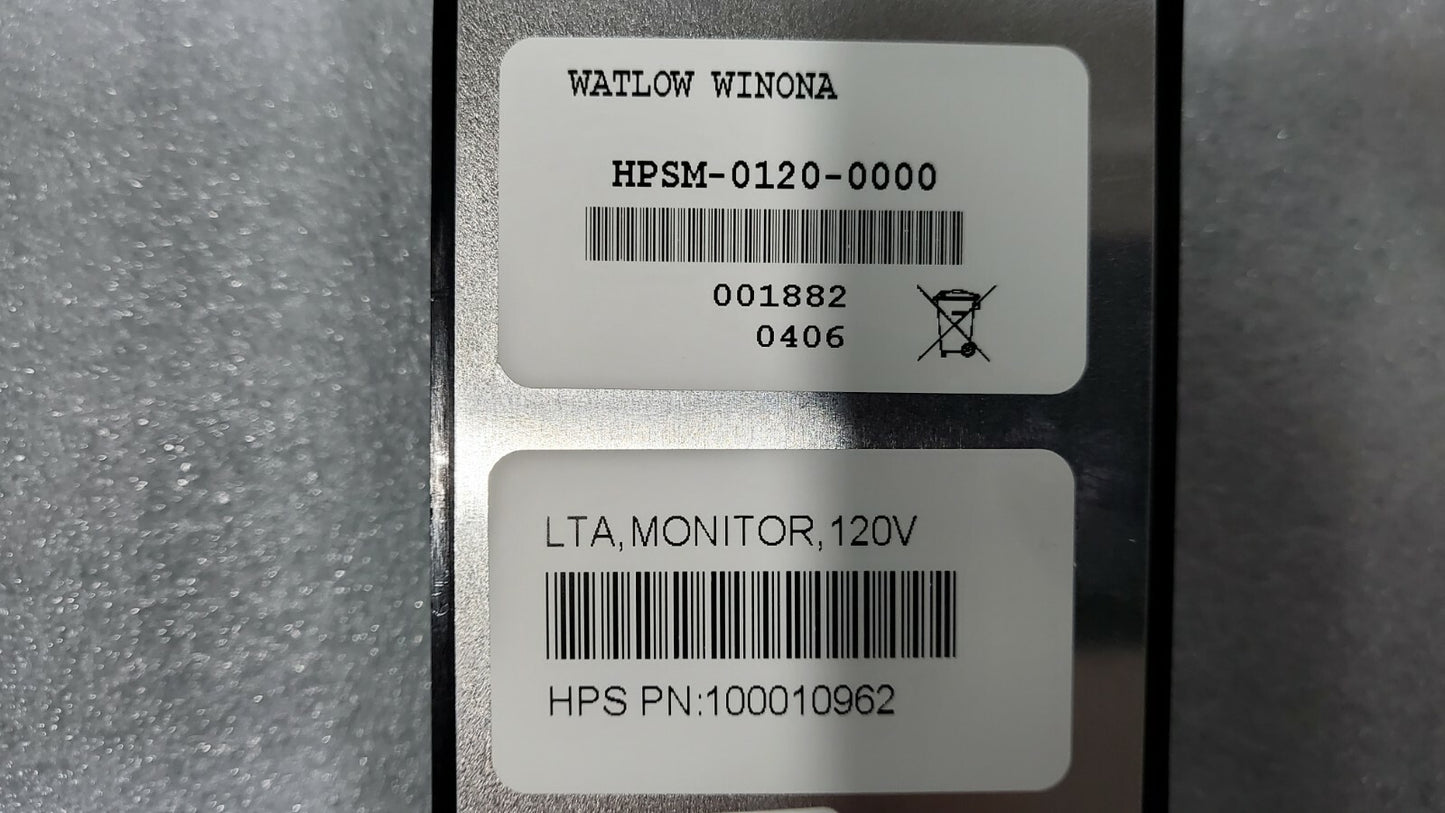 WATLOW WINONA
HPSM-0120-0000
001882
0406
LTA,MONITOR,120V
HPS PN:100010962